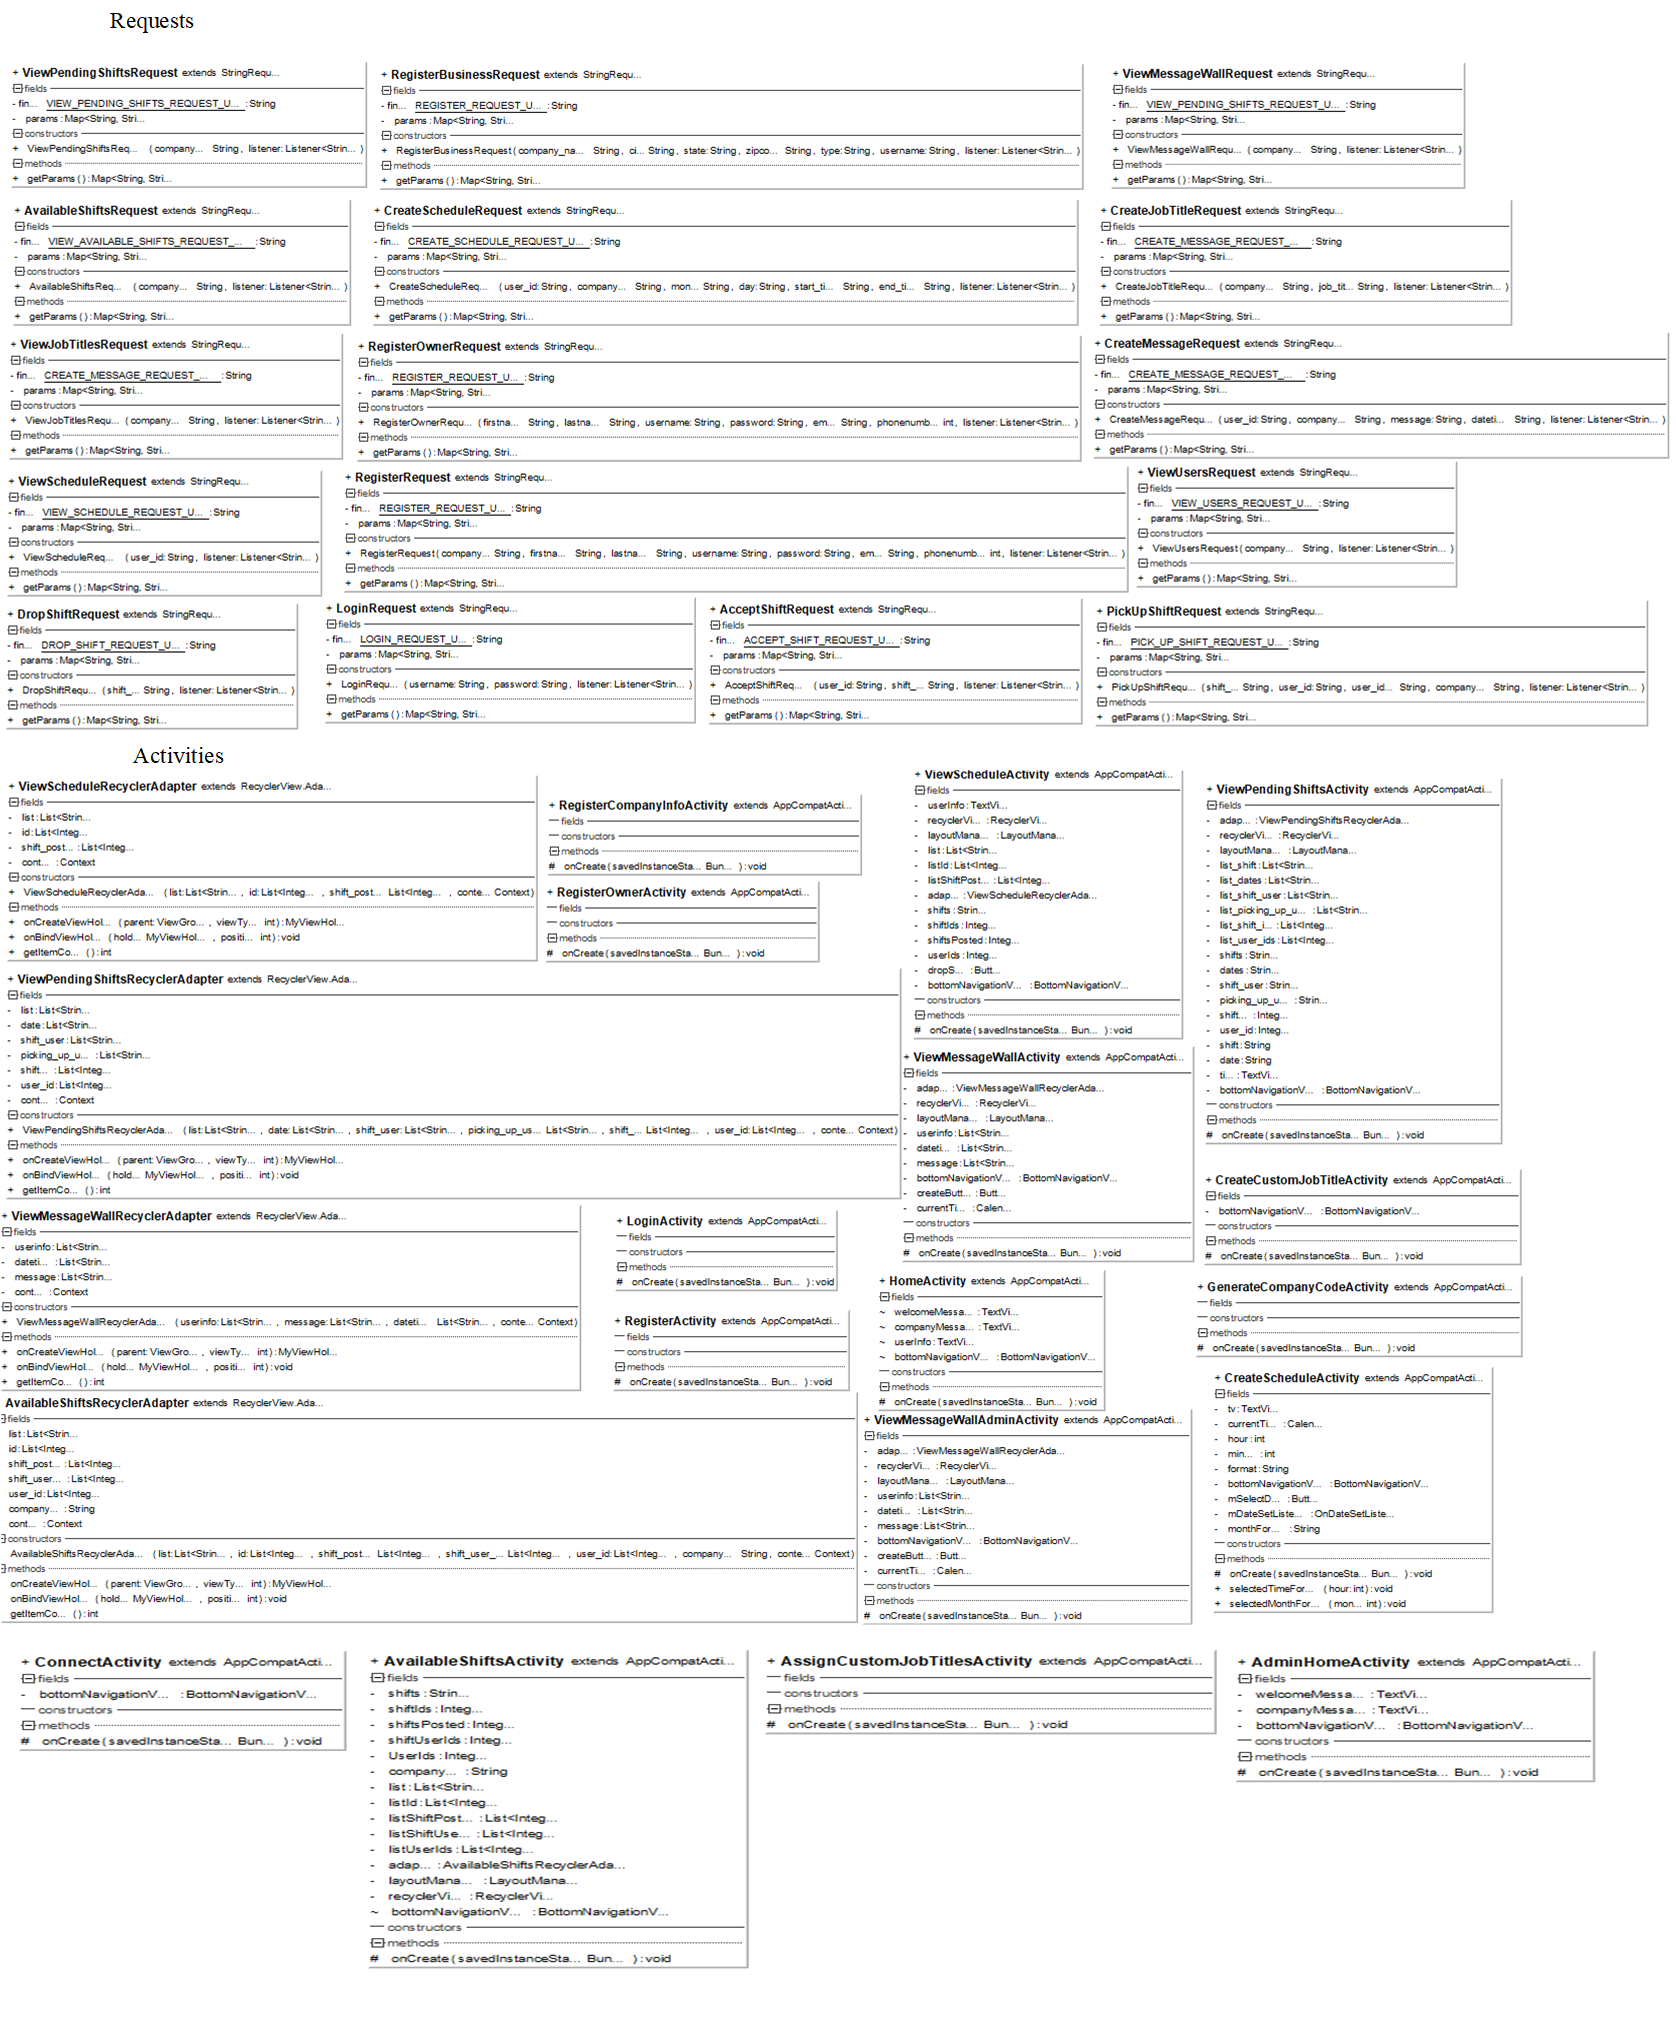 Requests
+ ViewPendingShiftsRequest extends StringRequ...
fields
- fin... VIEW_PENDING_SHIFTS_REQUEST_U... : String
- params : Map<String, Stri...
constructors
+ ViewPendingShiftsReq... ( company... String , listener: Listener<Strin... )
methods
+ getParams ( ) : Map<String, Stri...
+ RegisterBusinessRequest extends StringRequ...
fields
- fin... REGISTER_REQUEST_U... : String
- params : Map<String, Stri...
constructors
+ RegisterBusinessRequest ( company_na... String , ci... String , state: String , zipco... String , type: String , username: String , listener: Listener<Strin... )
methods
+ getParams ( ) : Map<String, Stri...
+ ViewMessageWallRequest extends StringRequ...
fields
- fin... VIEW_PENDING_SHIFTS_REQUEST_U... : String
- params : Map<String, Stri...
constructors
+ ViewMessageWallRequ... ( company... String , listener: Listener<Strin... )
methods
+ getParams ( ) : Map<String, Stri...
+ AvailableShiftsRequest extends StringRequ...
fields
- fin... VIEW_AVAILABLE_SHIFTS_REQUEST_... : String
- params : Map<String, Stri...
constructors
+ AvailableShiftsReq... ( company... String , listener: Listener<Strin... )
methods
+ getParams ( ) : Map<String, Stri...
+ CreateScheduleRequest extends StringRequ...
fields
- fin... CREATE_SCHEDULE_REQUEST_U... : String
- params : Map<String, Stri...
constructors
+ CreateScheduleReq... ( user_id: String , company... String , mon... String , day: String , start_ti... String , end_ti... String , listener: Listener<Strin... )
methods
+ getParams ( ) : Map<String, Stri...
+ CreateJobTitleRequest extends StringRequ...
fields
- fin... CREATE_MESSAGE_REQUEST_... : String
- params : Map<String, Stri...
constructors
+ CreateJobTitleRequ... ( company... String , job_tit... String , listener: Listener<Strin... )
methods
+ getParams ( ) : Map<String, Stri...
+ ViewJobTitlesRequest extends StringRequ...
fields
- fin... CREATE_MESSAGE_REQUEST_... : String
- params : Map<String, Stri...
constructors
+ ViewJobTitlesRequ... ( company... String , listener: Listener<Strin... )
methods
+ getParams ( ) : Map<String, Stri...
+ RegisterOwnerRequest extends StringRequ...
fields
- fin... REGISTER_REQUEST_U... : String
- params : Map<String, Stri...
constructors
+ RegisterOwnerRequ... ( firstna... String , lastna... String , username: String , password: String , em... String , phonenumb... int , listener: Listener<Strin... )
methods
+ getParams ( ) : Map<String, Stri...
+ CreateMessageRequest extends StringRequ...
fields
- fin... CREATE_MESSAGE_REQUEST_... : String
- params : Map<String, Stri...
constructors
+ CreateMessageRequ... ( user_id: String , company... String , message: String , dateti... String , listener: Listener<Strin... )
methods
+ getParams ( ) : Map<String, Stri...
+ ViewScheduleRequest extends StringRequ...
fields
- fin... VIEW_SCHEDULE_REQUEST_U... : String
- params : Map<String, Stri...
constructors
+ ViewScheduleReq... ( user_id: String , listener: Listener<Strin... )
methods
+ getParams ( ) : Map<String, Stri...
+ RegisterRequest extends StringRequ...
fields
- fin... REGISTER_REQUEST_U... : String
- params : Map<String, Stri...
constructors
+ RegisterRequest ( company... String , firstna... String , lastna... String , username: String , password: String , em... String , phonenumb... int , listener: Listener<Strin... )
methods
+ getParams ( ) : Map<String, Stri...
+ ViewUsersRequest extends StringRequ...
fields
- fin... VIEW_USERS_REQUEST_U... : String
- params : Map<String, Stri...
constructors
+ ViewUsersRequest ( company... String , listener: Listener<Strin... )
methods
+ getParams ( ) : Map<String, Stri...
+ DropShiftRequest extends StringRequ...
fields
- fin... DROP_SHIFT_REQUEST_U... : String
- params : Map<String, Stri...
constructors
+ DropShiftRequ... ( shift_... String , listener: Listener<Strin... )
methods
+ getParams ( ) : Map<String, Stri...
+ LoginRequest extends StringRequ...
fields
- fin... LOGIN_REQUEST_U... : String
- params : Map<String, Stri...
constructors
+ LoginRequ... ( username: String , password: String , listener: Listener<Strin... )
methods
+ getParams ( ) : Map<String, Stri...
+ AcceptShiftRequest extends StringRequ...
fields
- fin... ACCEPT_SHIFT_REQUEST_U... : String
- params : Map<String, Stri...
constructors
+ AcceptShiftReq... ( user_id: String , shift_... String , listener: Listener<Strin... )
methods
+ getParams ( ) : Map<String, Stri...
+ PickUpShiftRequest extends StringRequ...
fields
- fin... PICK_UP_SHIFT_REQUEST_U... : String
- params : Map<String, Stri...
constructors
+ PickUpShiftRequ... ( shift_... String , user_id: String , user_id... String , company... String , listener: Listener<Strin... )
methods
+ getParams ( ) : Map<String, Stri...
Activities
+ ViewScheduleRecyclerAdapter extends RecyclerView.Ada...
fields
- list : List<Strin...
- id : List<Integ...
- shift_post... : List<Integ...
- cont... : Context
constructors
+ ViewScheduleRecyclerAda... ( list: List<Strin... , id: List<Integ... , shift_post... List<Integ... , conte... Context )
methods
+ onCreateViewHol... ( parent: ViewGro... , viewTy... int ) : MyViewHol...
+ onBindViewHol... ( hold... MyViewHol... , positi... int ) : void
+ getItemCo... ( ) : int
+ RegisterCompanyInfoActivity extends AppCompatActi...
fields
constructors
methods
# onCreate ( savedInstanceSta... Bun... ) : void
+ RegisterOwnerActivity extends AppCompatActi...
fields
constructors
methods
# onCreate ( savedInstanceSta... Bun... ) : void
+ ViewScheduleActivity extends AppCompatActi...
fields
- userInfo : TextVi...
- recyclerVi... : RecyclerVi...
- layoutMana... : LayoutMana...
- list : List<Strin...
- listId : List<Integ...
- listShiftPost... : List<Integ...
- adap... : ViewScheduleRecyclerAda...
- shifts : Strin...
- shiftIds : Integ...
- shiftsPosted : Integ...
- userIds : Integ...
- dropS... : Butt...
- bottomNavigationV... : BottomNavigationV...
constructors
methods
# onCreate ( savedInstanceSta... Bun... ) : void
+ ViewPendingShiftsActivity extends AppCompatActi...
fields
- adap... : ViewPendingShiftsRecyclerAda...
- recyclerVi... : RecyclerVi...
- layoutMana... : LayoutMana...
- list_shift : List<Strin...
- list_dates : List<Strin...
- list_shift_user : List<Strin...
- list_picking_up_u... : List<Strin...
- list_shift_i... : List<Integ...
- list_user_ids : List<Integ...
- shifts : Strin...
- dates : Strin...
- shift_user : Strin...
- picking_up_u... : Strin...
- shift... : Integ...
- user_id : Integ...
- shift : String
- date : String
- ti... : TextVi...
- bottomNavigationV... : BottomNavigationV...
constructors
methods
# onCreate ( savedInstanceSta... Bun... ) : void
+ ViewPendingShiftsRecyclerAdapter extends RecyclerView.Ada...
fields
- list : List<Strin...
- date : List<Strin...
- shift_user : List<Strin...
- picking_up_u... : List<Strin...
- shift... : List<Integ...
- user_id : List<Integ...
- cont... : Context
constructors
+ ViewPendingShiftsRecyclerAda... ( list: List<Strin... , date: List<Strin... , shift_user: List<Strin... , picking_up_us... List<Strin... , shift_... List<Integ... , user_id: List<Integ... , conte... Context )
methods
+ onCreateViewHol... ( parent: ViewGro... , viewTy... int ) : MyViewHol...
+ onBindViewHol... ( hold... MyViewHol... , positi... int ) : void
+ getItemCo... ( ) : int
+ ViewMessageWallActivity extends AppCompatActi...
fields
- adap... : ViewMessageWallRecyclerAda...
- recyclerVi... : RecyclerVi...
- layoutMana... : LayoutMana...
- userinfo : List<Strin...
- dateti... : List<Strin...
- message : List<Strin...
- bottomNavigationV... : BottomNavigationV...
- createButt... : Butt...
- currentTi... : Calen...
constructors
methods
# onCreate ( savedInstanceSta... Bun... ) : void
+ CreateCustomJobTitleActivity extends AppCompatActi...
fields
- bottomNavigationV... : BottomNavigationV...
constructors
methods
# onCreate ( savedInstanceSta... Bun... ) : void
+ ViewMessageWallRecyclerAdapter extends RecyclerView.Ada...
fields
- userinfo : List<Strin...
- dateti... : List<Strin...
- message : List<Strin...
- cont... : Context
constructors
+ ViewMessageWallRecyclerAda... ( userinfo: List<Strin... , message: List<Strin... , dateti... List<Strin... , conte... Context )
methods
+ onCreateViewHol... ( parent: ViewGro... , viewTy... int ) : MyViewHol...
+ onBindViewHol... ( hold... MyViewHol... , positi... int ) : void
+ getItemCo... ( ) : int
+ LoginActivity extends AppCompatActi...
fields
constructors
methods
# onCreate ( savedInstanceSta... Bun... ) : void
+ RegisterActivity extends AppCompatActi...
fields
constructors
methods
# onCreate ( savedInstanceSta... Bun... ) : void
+ HomeActivity extends AppCompatActi...
fields
~ welcomeMessa... : TextVi...
~ companyMessa... : TextVi...
~ userInfo : TextVi...
~ bottomNavigationV... : BottomNavigationV...
constructors
methods
# onCreate ( savedInstanceSta... Bun... ) : void
+ GenerateCompanyCodeActivity extends AppCompatActi...
fields
constructors
methods
# onCreate ( savedInstanceSta... Bun... ) : void
AvailableShiftsRecyclerAdapter extends RecyclerView.Ada...
fields
list : List<Strin...
id : List<Integ...
shift_post... : List<Integ...
shift_user... : List<Integ...
user_id : List<Integ...
company... : String
cont... : Context
constructors
AvailableShiftsRecyclerAda... ( list: List<Strin... , id: List<Integ... , shift_post... List<Integ... , shift_user_... List<Integ... , user_id: List<Integ... , company... String , conte... Context )
methods
onCreateViewHol... ( parent: ViewGro... , viewTy... int ) : MyViewHol...
onBindViewHol... ( hold... MyViewHol... , positi... int ) : void
getItemCo... ( ) : int
+ ViewMessageWallAdminActivity extends AppCompatActi...
fields
- adap... : ViewMessageWallRecyclerAda...
- recyclerVi... : RecyclerVi...
- layoutMana... : LayoutMana...
- userinfo : List<Strin...
- dateti... : List<Strin...
- message : List<Strin...
- bottomNavigationV... : BottomNavigationV...
- createButt... : Butt...
- currentTi... : Calen...
constructors
methods
# onCreate ( savedInstanceSta... Bun... ) : void
+ CreateScheduleActivity extends AppCompatActi...
fields
- tv : TextVi...
- currentTi... : Calen...
- hour : int
- min... : int
- format : String
- bottomNavigationV... : BottomNavigationV...
- mSelectD... : Butt...
- mDateSetListe... : OnDateSetListe...
- monthFor... : String
constructors
methods
# onCreate ( savedInstanceSta... Bun... ) : void
+ selectedTimeFor... ( hour: int ) : void
+ selectedMonthFor... ( mon... int ) : void
+ ConnectActivity extends AppCompatActi...
fields
- bottomNavigationV... : BottomNavigationV...
constructors
methods
# onCreate ( savedInstanceSta... Bun... ) : void
+ AvailableShiftsActivity extends AppCompatActi...
fields
- shifts : Strin...
- shiftIds : Integ...
- shiftsPosted : Integ...
- shiftUserIds : Integ...
- UserIds : Integ...
- company... : String
- list : List<Strin...
- listId : List<Integ...
- listShiftPost... : List<Integ...
- listShiftUse... : List<Integ...
- listUserIds : List<Integ...
- adap... : AvailableShiftsRecyclerAda...
- layoutMana... : LayoutMana...
- recyclerVi... : RecyclerVi...
~ bottomNavigationV... : BottomNavigationV...
constructors
methods
# onCreate ( savedInstanceSta... Bun... ) : void
+ AssignCustomJobTitlesActivity extends AppCompatActi...
fields
constructors
methods
# onCreate ( savedInstanceSta... Bun... ) : void
+ AdminHomeActivity extends AppCompatActi...
fields
- welcomeMessa... : TextVi...
- companyMessa... : TextVi...
- bottomNavigationV... : BottomNavigationV...
constructors
methods
# onCreate ( savedInstanceSta... Bun... ) : void